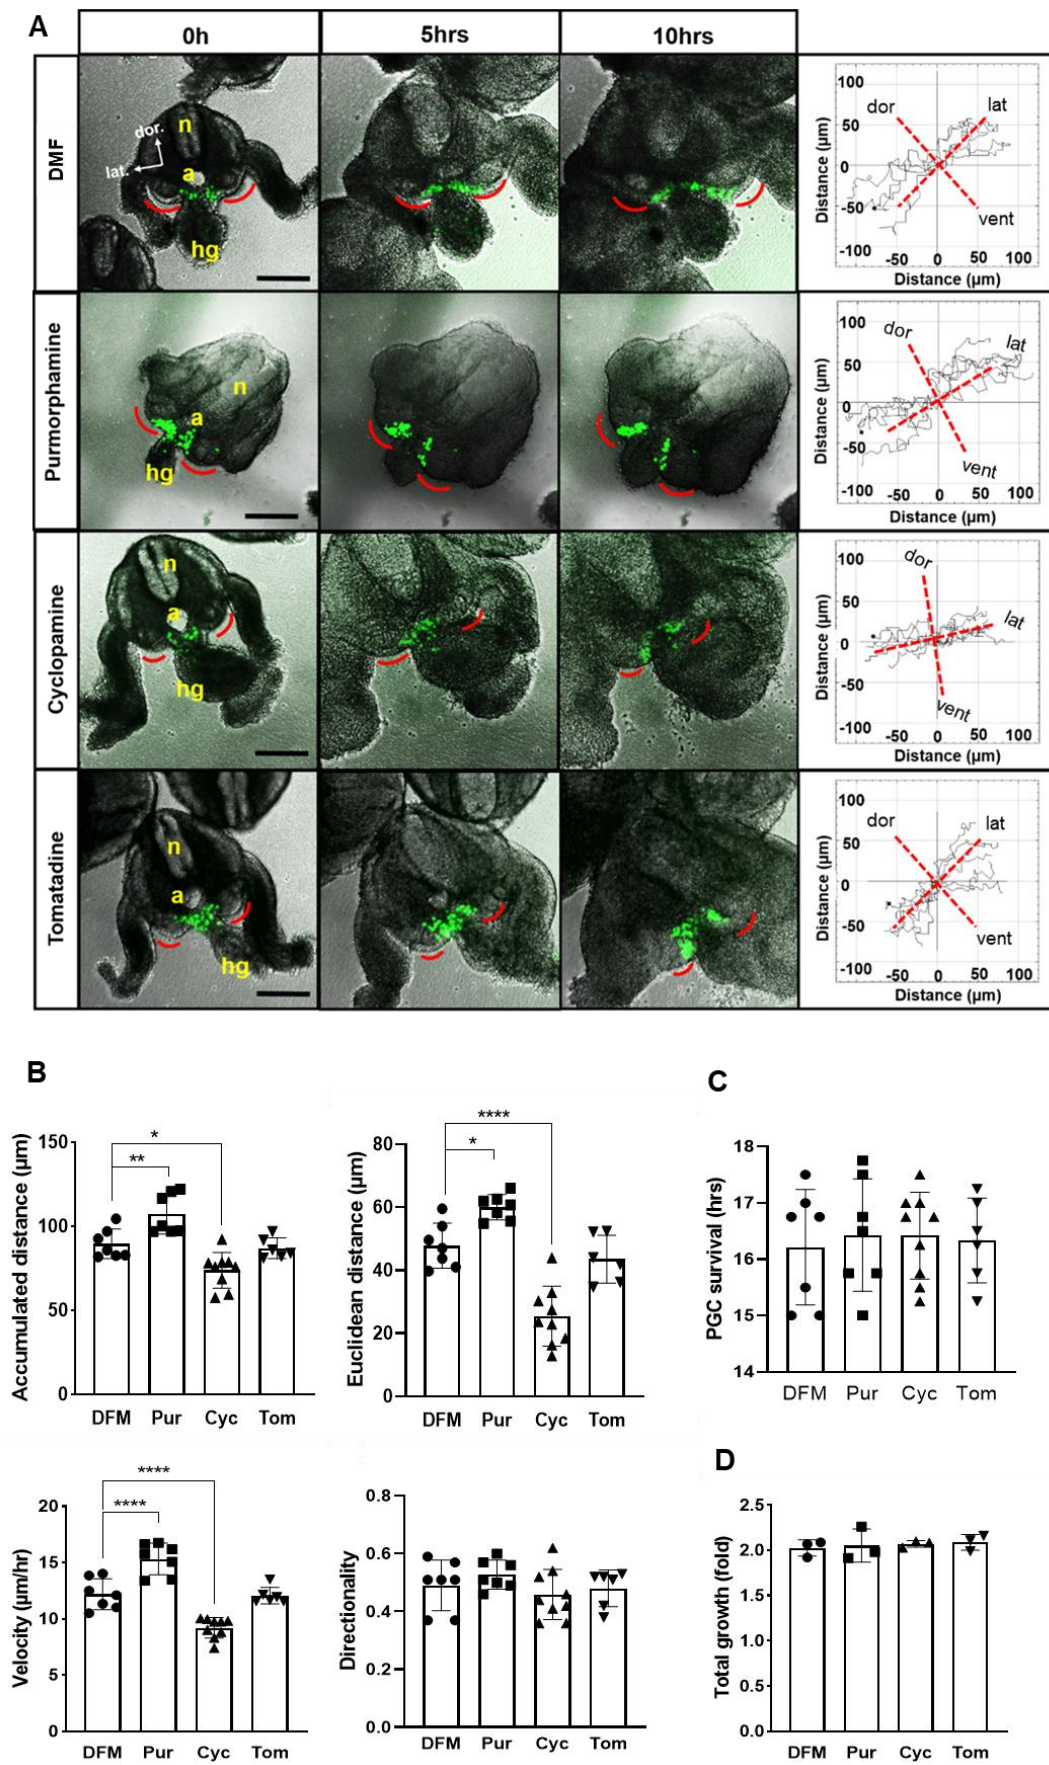 A
0h
5hrs
10hrs
DMF
n
dor.
lat.
a
hg
100
50
0
-50
-100
dor
lat
vent
-50
0
50
100
Distance (µm)
Distance (µm)
Purmorphamine
n
a
hg
100
50
0
-50
-100
dor
lat
vent
-50
0
50
100
Distance (µm)
Distance (µm)
Cyclopamine
n
a
hg
100
50
0
-50
-100
dor
lat
vent
-50
0
50
100
Distance (µm)
Distance (µm)
Tomatadine
n
a
hg
100
50
0
-50
-100
dor
lat
vent
-50
0
50
100
Distance (µm)
Distance (µm)
B
Accumulated distance (µm)
150
100
50
0
*
**
DFM Pur Cyc Tom
Euclidean distance (µm)
80
60
40
20
0
****
*
DFM Pur Cyc Tom
C
PGC survival (hrs)
18
17
16
15
14
DFM Pur Cyc Tom
Velocity (µm/hr)
20
15
10
5
0
****
****
DFM Pur Cyc Tom
Directionality
0.8
0.6
0.4
0.2
0.0
DFM Pur Cyc Tom
D
Total growth (fold)
2.5
2.0
1.5
1.0
0.5
0.0
DFM Pur Cyc Tom